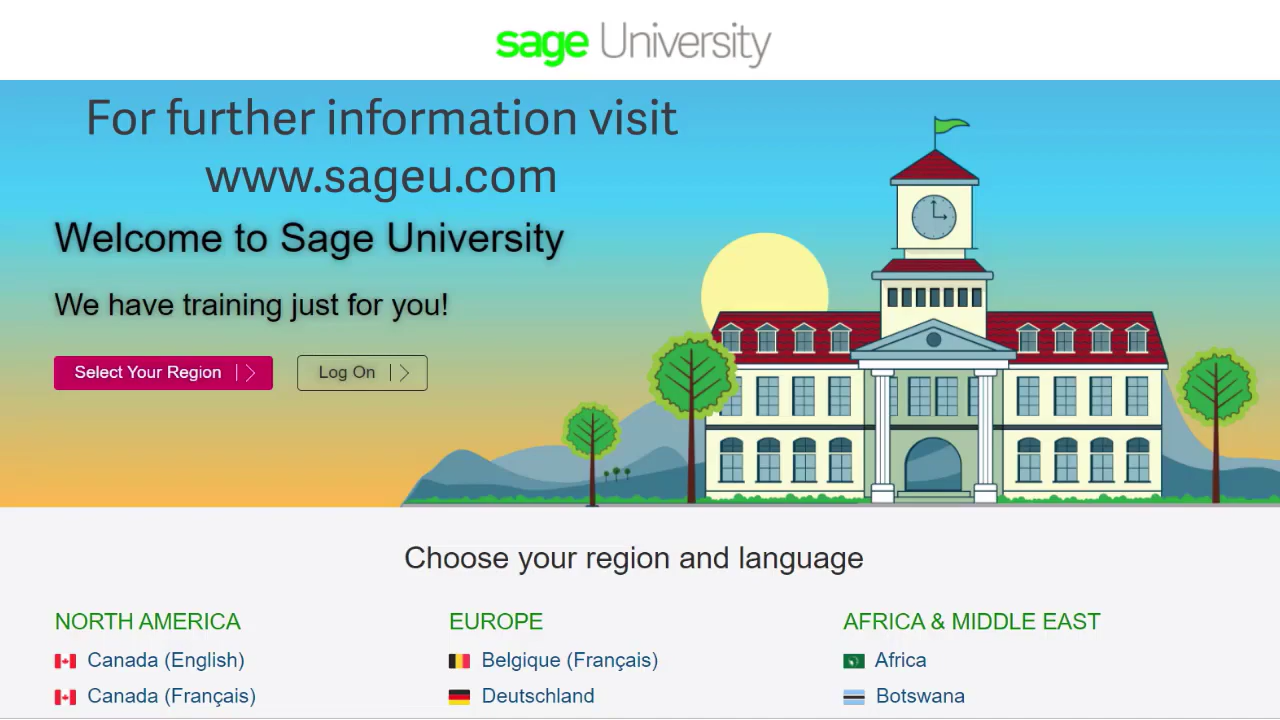 sage University
For further information visit
www.sageu.com
Welcome to Sage University
We have training just for you!
Select Your Region
Log On
Choose your region and language
NORTH AMERICA
Canada (English)
Canada (Français)
EUROPE
Belgique (Français)
Deutschland
AFRICA & MIDDLE EAST
Africa
Botswana